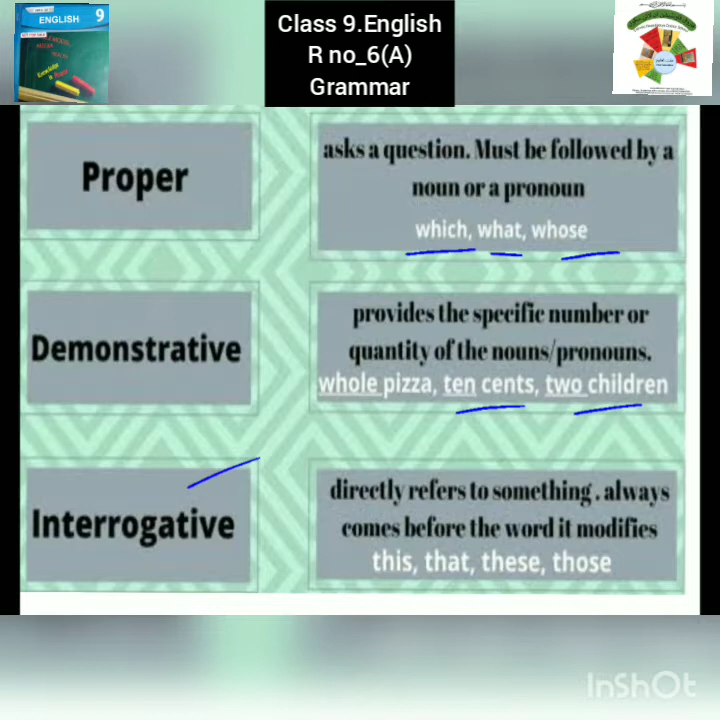 ENGLISH 9
Class 9.English
R no_6(A)
Grammar
Proper
asks a question. Must be followed by a
noun or a pronoun
which, what, whose
Demonstrative
provides the specific number or
quantity of the nouns/pronouns.
whole pizza, ten cents, two children
Interrogative
directly refers to something. always
comes before the word it modifies
this, that, these, those
InShOt